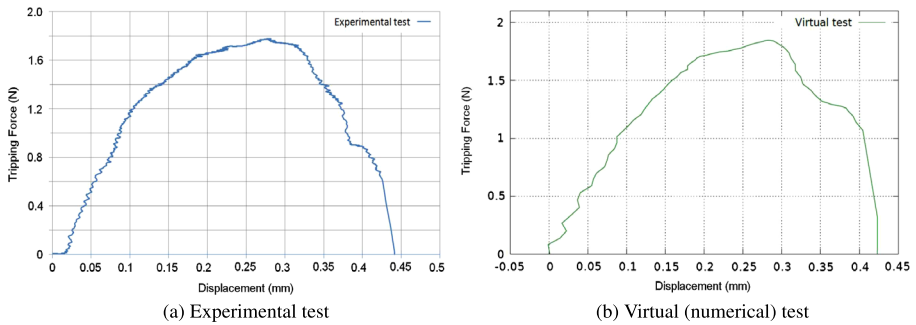 2.0
1.6
1.2
0.8
0.4
0
Tripping Force (N)
Experimental test
0 0.05 0.1 0.15 0.2 0.25 0.3 0.35 0.4 0.45 0.5
Displacement (mm)
(a) Experimental test
2
1.5
1
0.5
0
Tripping Force (N)
Virtual test
-0.05 0 0.05 0.1 0.15 0.2 0.25 0.3 0.35 0.4 0.45
Displacement (mm)
(b) Virtual (numerical) test